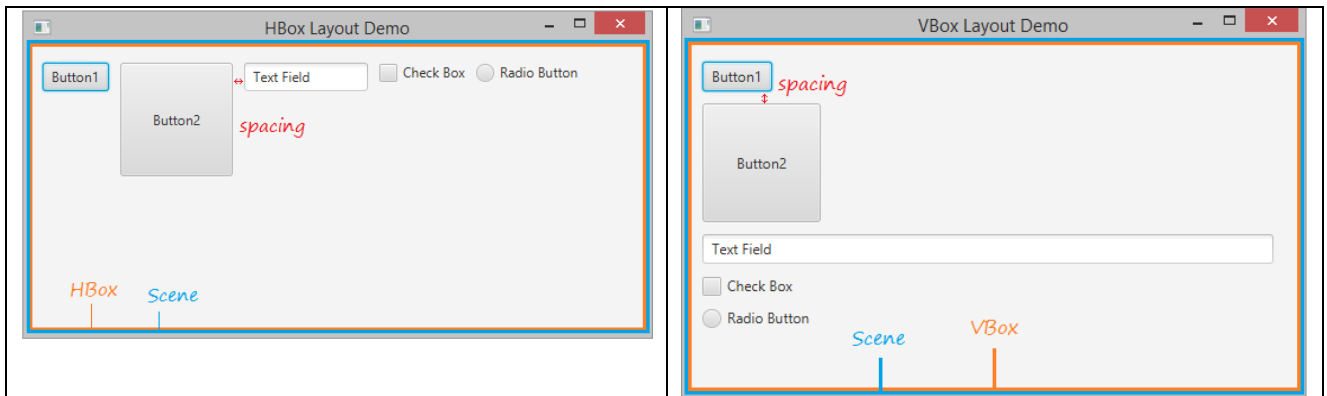 HBox Layout Demo
Button1
Button2
Text Field
Check Box
Radio Button
spacing
HBox
Scene
VBox Layout Demo
Button1
spacing
Button2
Text Field
Check Box
Radio Button
Scene
VBox